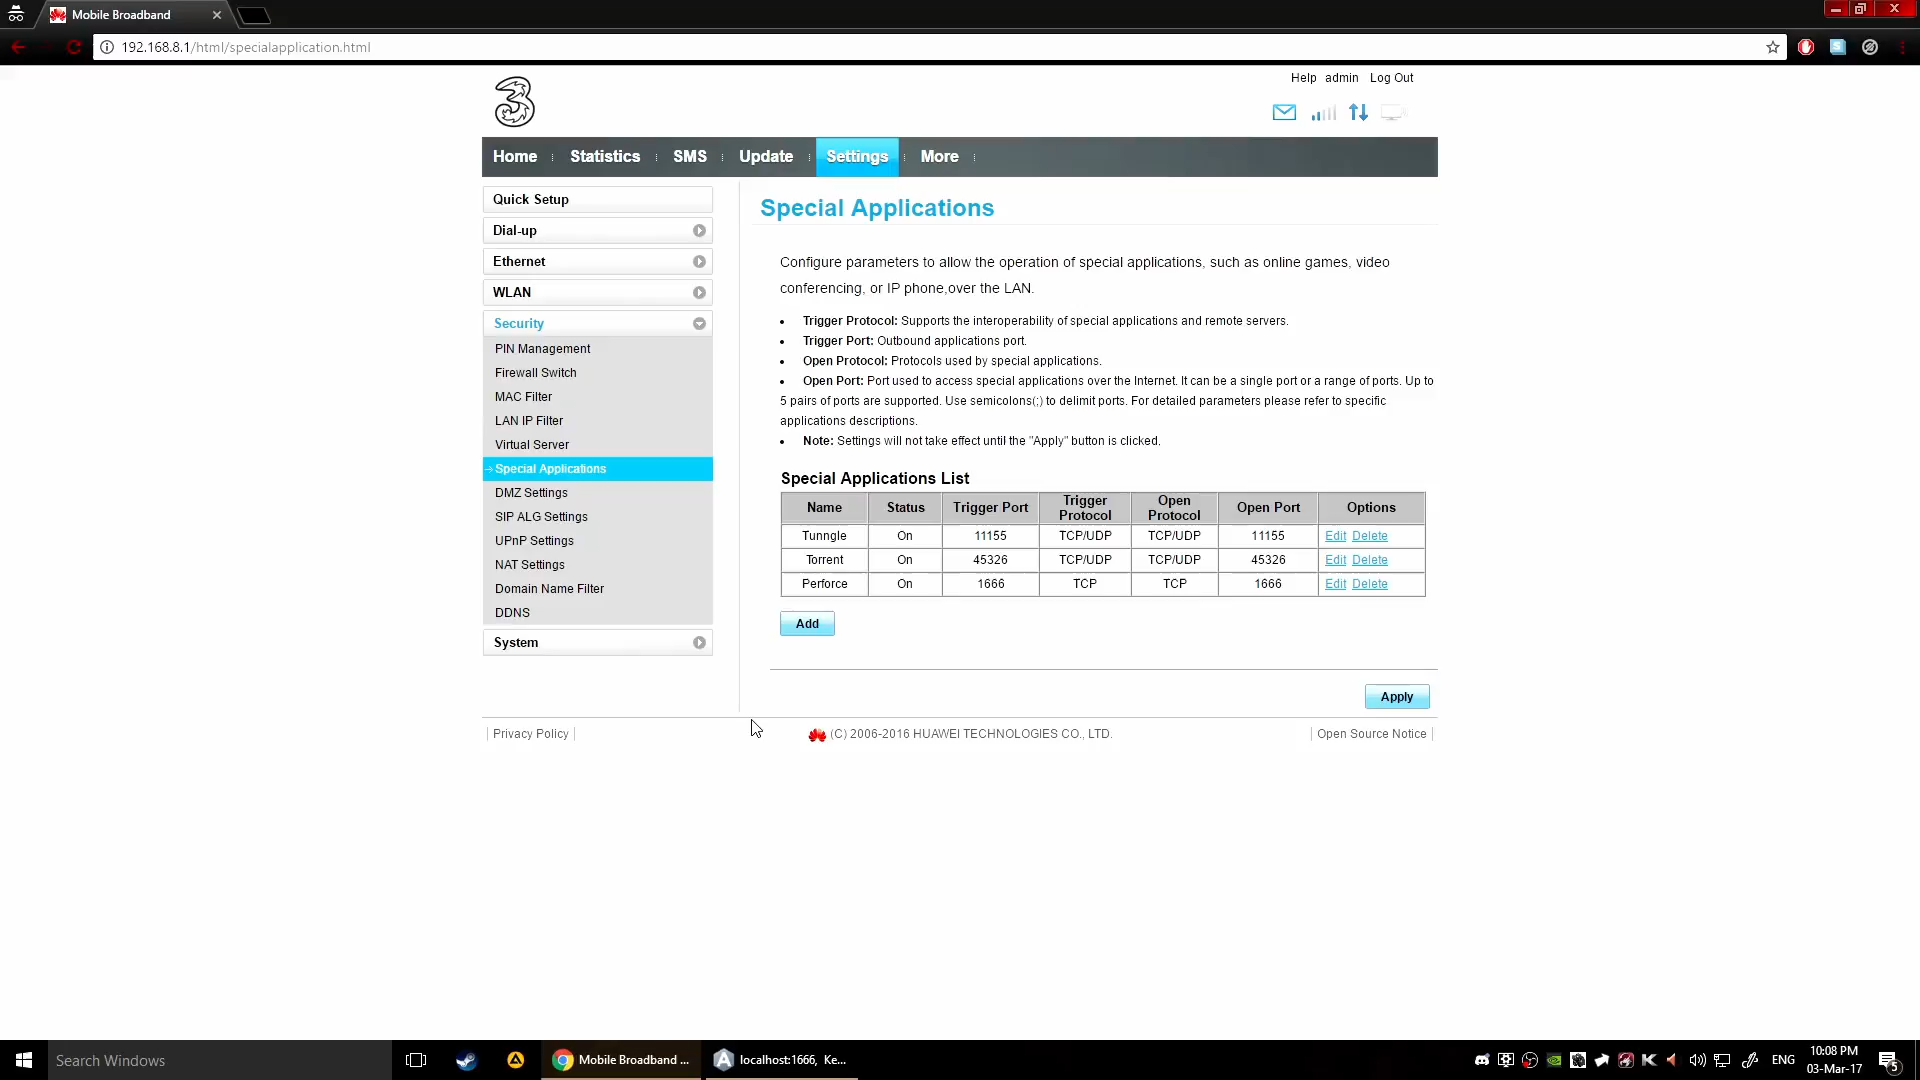 Mobile Broadband
192.168.8.1/html/specialapplication.html
Help admin Log Out
Home Statistics SMS Update Settings More
Quick Setup
Dial-up
Ethernet
WLAN
Security
PIN Management
Firewall Switch
MAC Filter
LAN IP Filter
Virtual Server
Special Applications
DMZ Settings
SIP ALG Settings
UPnP Settings
NAT Settings
Domain Name Filter
DDNS
System
Special Applications
Configure parameters to allow the operation of special applications, such as online games, video
conferencing, or IP phone,over the LAN.
• Trigger Protocol: Supports the interoperability of special applications and remote servers.
• Trigger Port: Outbound applications port.
• Open Protocol: Protocols used by special applications.
• Open Port: Port used to access special applications over the Internet. It can be a single port or a range of ports. Up to
5 pairs of ports are supported. Use semicolons(;) to delimit ports. For detailed parameters please refer to specific
applications descriptions.
• Note: Settings will not take effect until the "Apply" button is clicked.
Special Applications List
Name Status Trigger Port Trigger Protocol Open Protocol Open Port Options
Tunngle On 11155 TCP/UDP TCP/UDP 11155 Edit Delete
Torrent On 45326 TCP/UDP TCP/UDP 45326 Edit Delete
Perforce On 1666 TCP TCP 1666 Edit Delete
Add
Apply
Privacy Policy (C) 2006-2016 HUAWEI TECHNOLOGIES CO., LTD. Open Source Notice
Search Windows Mobile Broadband ... localhost:1666, Ke... ENG 10:08 PM
03-Mar-17 5